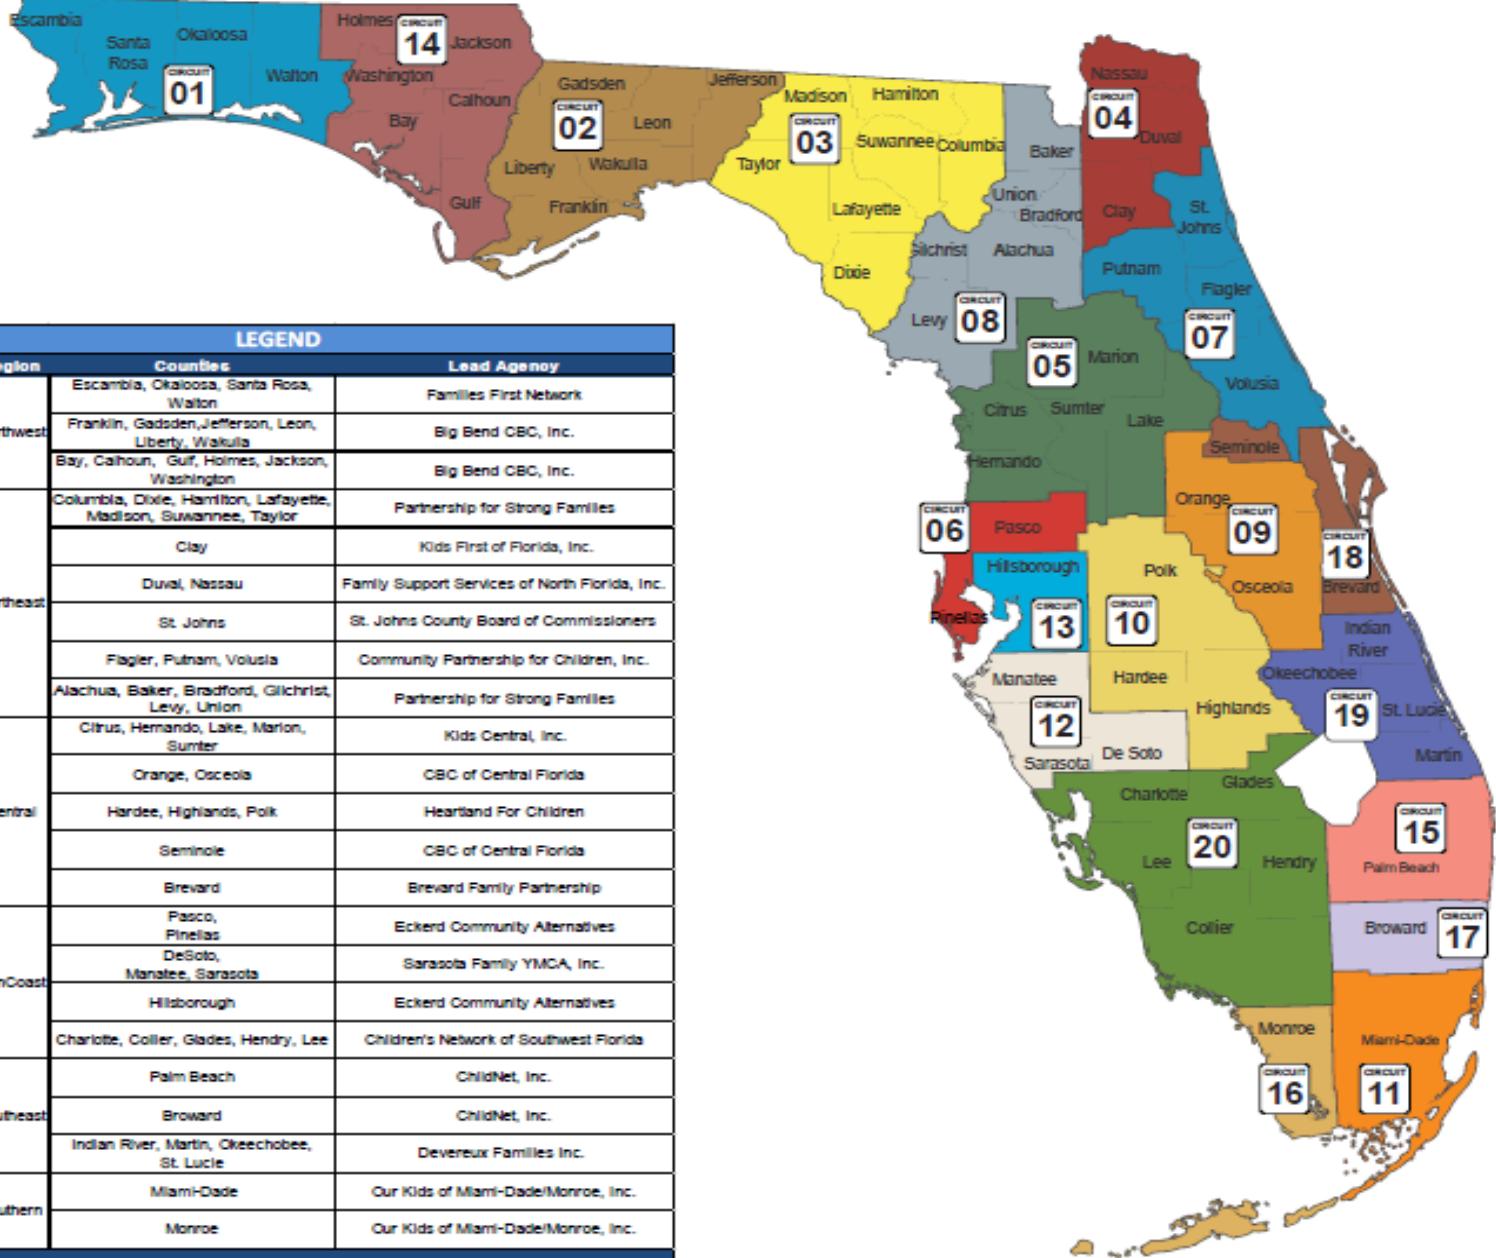 Escambia
Santa
Rosa
Okaloosa
Walton
CIRCUIT
01
Holmes
CIRCUIT
14
Jackson
Washington
Calhoun
Bay
Gulf
Gadsden
Jefferson
CIRCUIT
02
Leon
Liberty
Wakulla
Franklin
Madison
Hamilton
CIRCUIT
03
Suwannee
Columbia
Taylor
Lafayette
Dixie
Baker
Union
Bradford
Gilchrist
Alachua
Levy
CIRCUIT
08
Nassau
CIRCUIT
04
Duval
Clay
St.
Johns
Putnam
Flagler
CIRCUIT
07
Volusia
CIRCUIT
05
Marion
Citrus
Sumter
Lake
Hernando
Seminole
CIRCUIT
06
Pasco
Pinellas
Hillsborough
CIRCUIT
13
Polk
CIRCUIT
10
Hardee
Highlands
Orange
CIRCUIT
09
Osceola
CIRCUIT
18
Brevard
Indian
River
Okeechobee
CIRCUIT
19
St. Lucie
Martin
Manatee
CIRCUIT
12
Sarasota
De Soto
Charlotte
Glades
CIRCUIT
20
Lee
Hendry
Collier
CIRCUIT
15
Palm Beach
Broward
CIRCUIT
17
Monroe
CIRCUIT
16
Miami-Dade
CIRCUIT
11
LEGEND
egion Counties Lead Agency
thwest
Escambia, Okaloosa, Santa Rosa,
Walton
Families First Network
Franklin, Gadsden,Jefferson, Leon,
Liberty, Wakulla
Big Bend CBC, Inc.
Bay, Calhoun, Gulf, Holmes, Jackson,
Washington
Big Bend CBC, Inc.
theast
Columbia, Dixie, Hamilton, Lafayette,
Madison, Suwannee, Taylor
Partnership for Strong Families
Clay
Kids First of Florida, Inc.
Duval, Nassau
Family Support Services of North Florida, Inc.
St. Johns
St. Johns County Board of Commissioners
Flagler, Putnam, Volusia
Community Partnership for Children, Inc.
Alachua, Baker, Bradford, Gilchrist,
Levy, Union
Partnership for Strong Families
entral
Citrus, Hernando, Lake, Marion,
Sumter
Kids Central, Inc.
Orange, Osceola
CBC of Central Florida
Hardee, Highlands, Polk
Heartland For Children
Seminole
CBC of Central Florida
Brevard
Brevard Family Partnership
nCoast
Pasco,
Pinellas
Eckerd Community Alternatives
DeSoto,
Manatee, Sarasota
Sarasota Family YMCA, Inc.
Hillsborough
Eckerd Community Alternatives
Charlotte, Collier, Glades, Hendry, Lee
Children's Network of Southwest Florida
utheast
Palm Beach
ChildNet, Inc.
Broward
ChildNet, Inc.
Indian River, Martin, Okeechobee,
St. Lucie
Devereux Families Inc.
uthern
Miami-Dade
Our Kids of Miami-Dade/Monroe, Inc.
Monroe
Our Kids of Miami-Dade/Monroe, Inc.